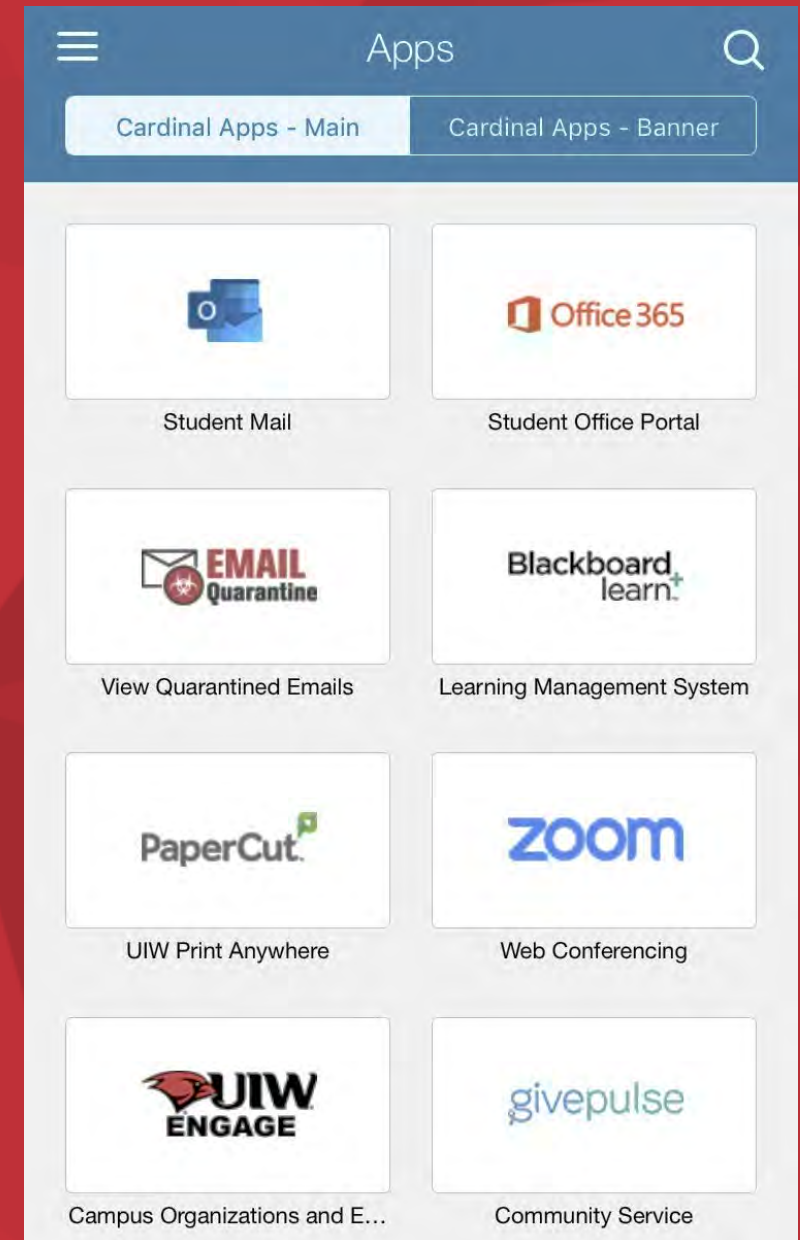 Apps
Cardinal Apps - Main
Cardinal Apps - Banner
O
Office 365
Student Mail
Student Office Portal
EMAIL
Quarantine
Blackboard
learn
View Quarantined Emails
Learning Management System
PaperCut
zoom
UIW Print Anywhere
Web Conferencing
UIW
ENGAGE
givepulse
Campus Organizations and E...
Community Service